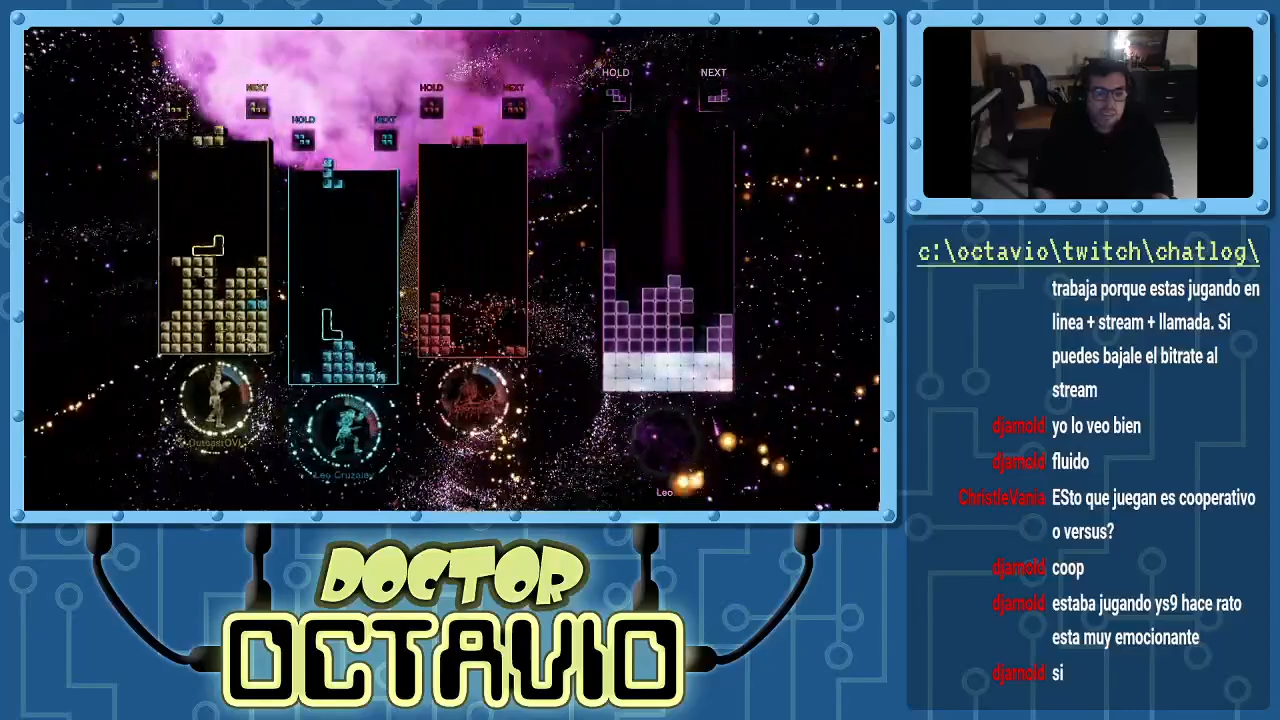 NEXT
HOLD
NEXT
HOLD
NEXT
HOLD
NEXT
OutcastOVL
Leo Cruzaley
Leo
DOCTOR
OCTAVIO
c:\octavio\twitch\chatlog\
trabaja porque estas jugando en
linea + stream + llamada. Si
puedes bajale el bitrate al
stream
djarnold yo lo veo bien
djarnold fluido
ChristleVania ESto que juegan es cooperativo
o versus?
djarnold coop
djarnold estaba jugando ys9 hace rato
esta muy emocionante
djarnold si